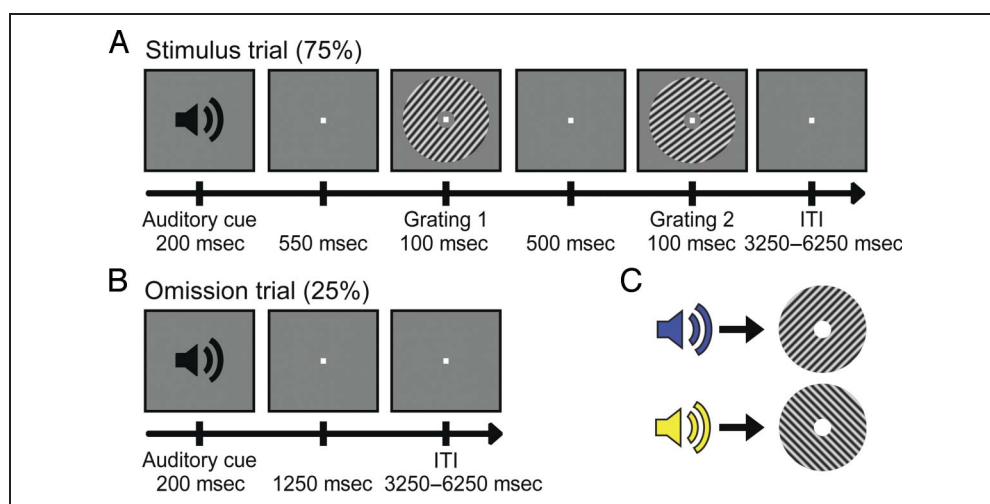 A
Stimulus trial (75%)
Auditory cue
200 msec
550 msec
Grating 1
100 msec
500 msec
Grating 2
100 msec
ITI
3250–6250 msec
B
Omission trial (25%)
Auditory cue
200 msec
1250 msec
ITI
3250–6250 msec
C